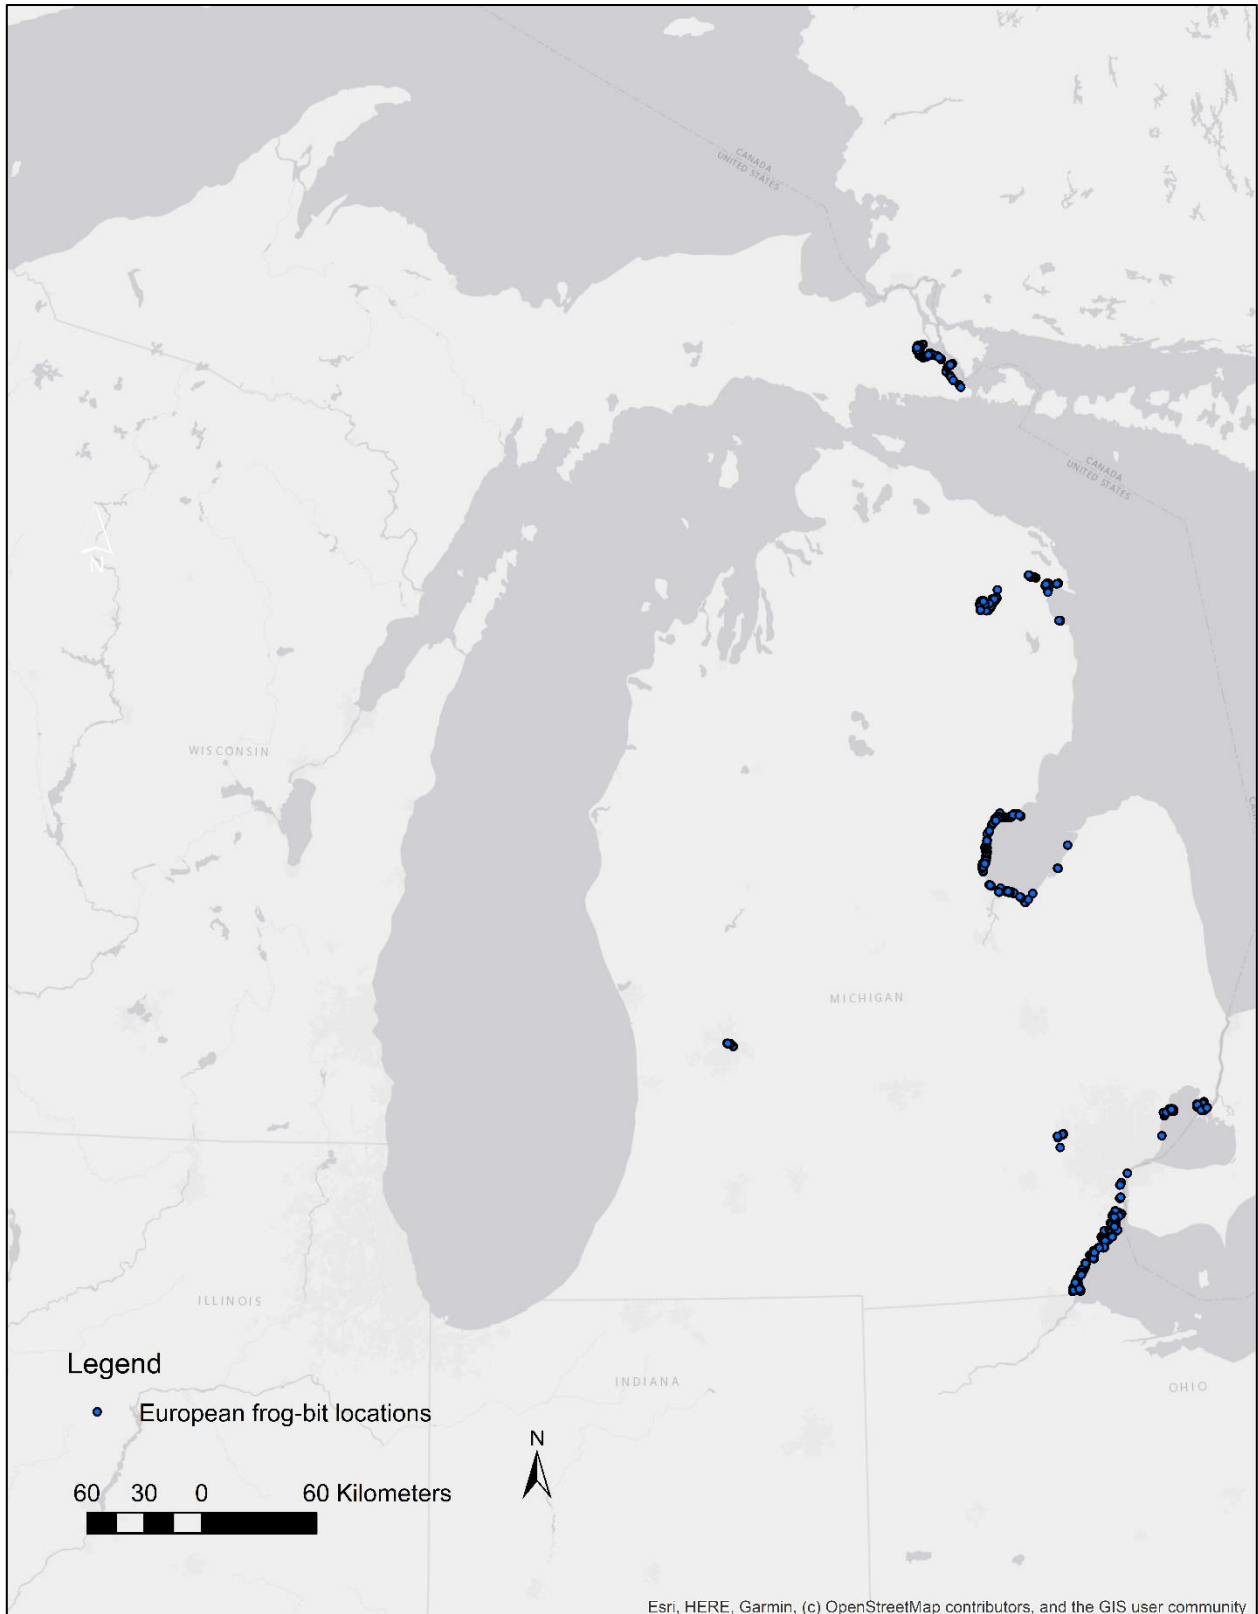 CANADA
UNITED STATES
CANADA
UNITED STATES
N
WISCONSIN
MICHIGAN
ILLINOIS
Legend
INDIANA
OHIO
European frog-bit locations
N
60 30 0 60 Kilometers
Esri, HERE, Garmin, (c) OpenStreetMap contributors, and the GIS user community